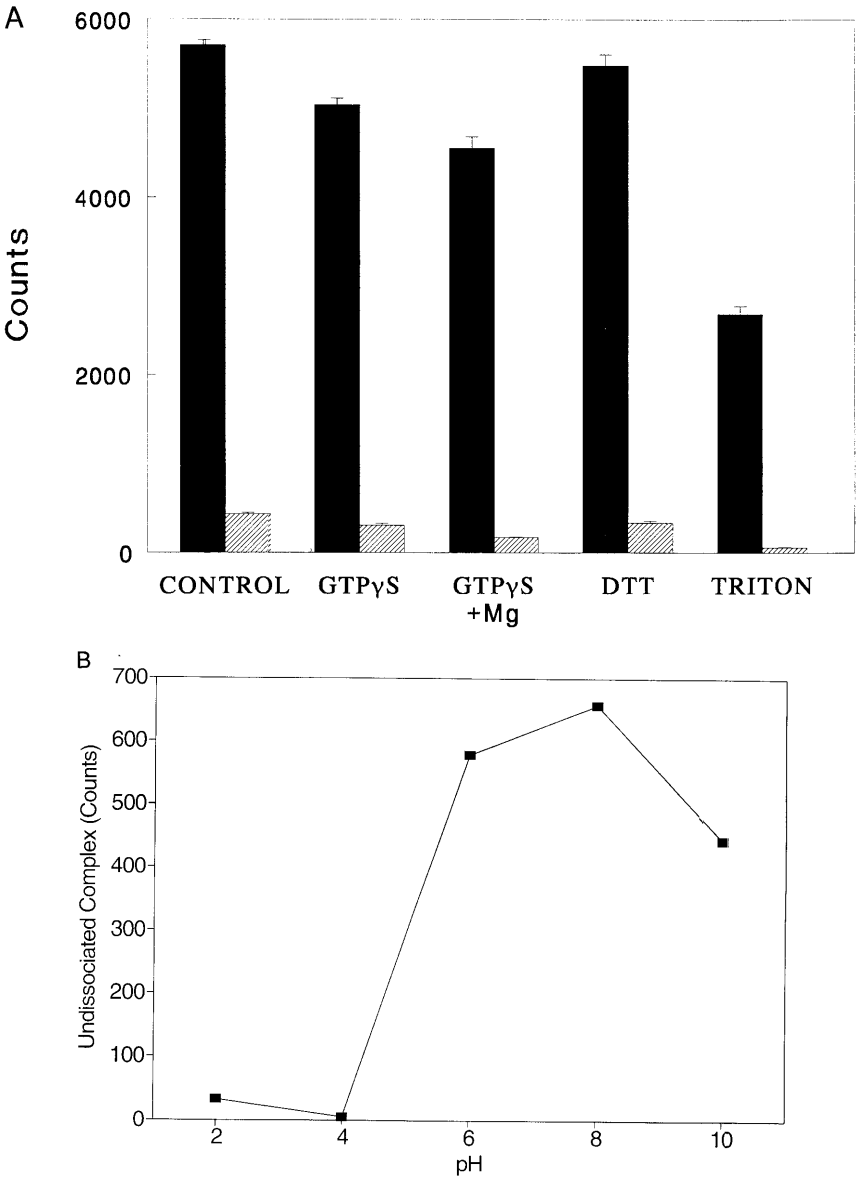 A
6000
4000
2000
0
Counts
CONTROL GTPγS GTPγS DTT TRITON
+Mg
B
700
600
500
400
300
200
100
0
Undissociated Complex (Counts)
2 4 6 8 10
pH